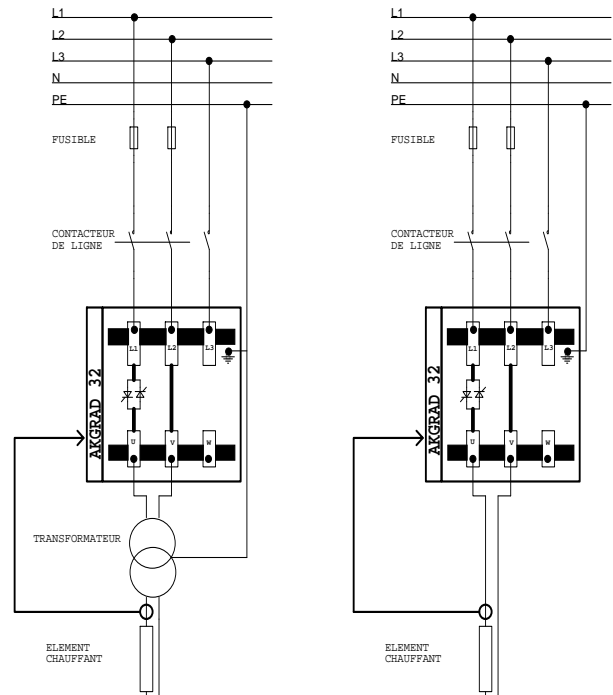 L1
L2
L3
N
PE
FUSIBLE
CONTACTEUR
DE LIGNE
AKGRAD 32
L1
L2
L3
U
V
W
TRANSFORMATEUR
ELEMENT
CHAUFFANT
L1
L2
L3
N
PE
FUSIBLE
CONTACTEUR
DE LIGNE
AKGRAD 32
L1
L2
L3
U
V
W
ELEMENT
CHAUFFANT